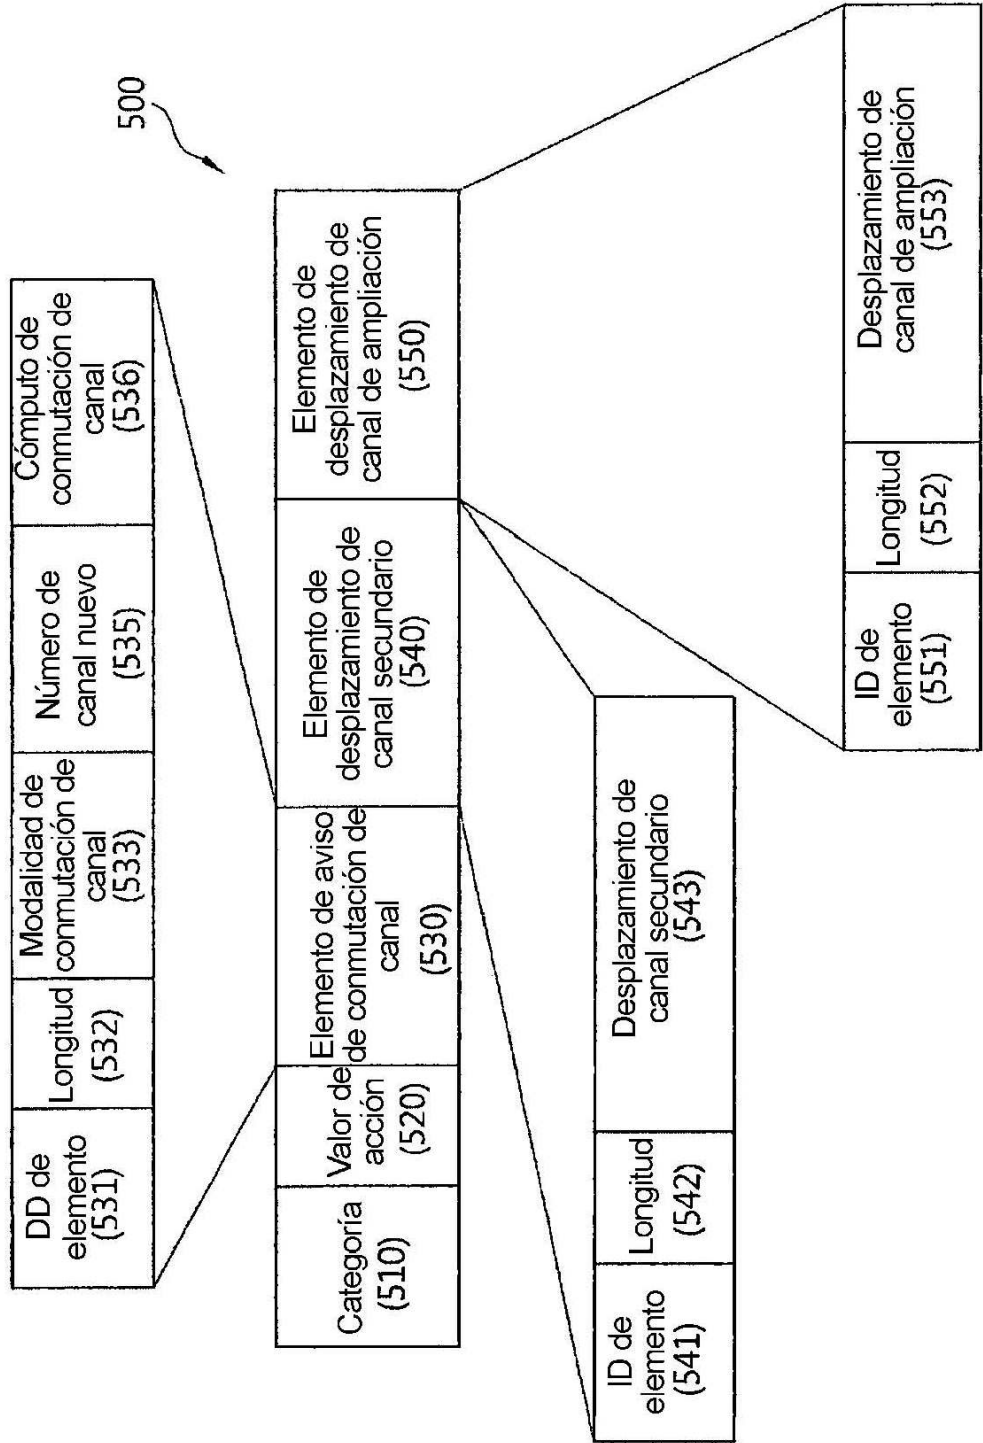 500
DD de
elemento
(531)
Longitud
(532)
Modalidad de
conmutación de
canal
(533)
Número de
canal nuevo
(535)
Cómputo de
conmutación de
canal
(536)
Categoría
(510)
Valor de
acción
(520)
Elemento de aviso
de conmutación de
canal
(530)
Elemento de
desplazamiento de
canal secundario
(540)
Elemento de
desplazamiento de
canal de ampliación
(550)
ID de
elemento
(541)
Longitud
(542)
Desplazamiento de
canal secundario
(543)
ID de
elemento
(551)
Longitud
(552)
Desplazamiento de
canal de ampliación
(553)